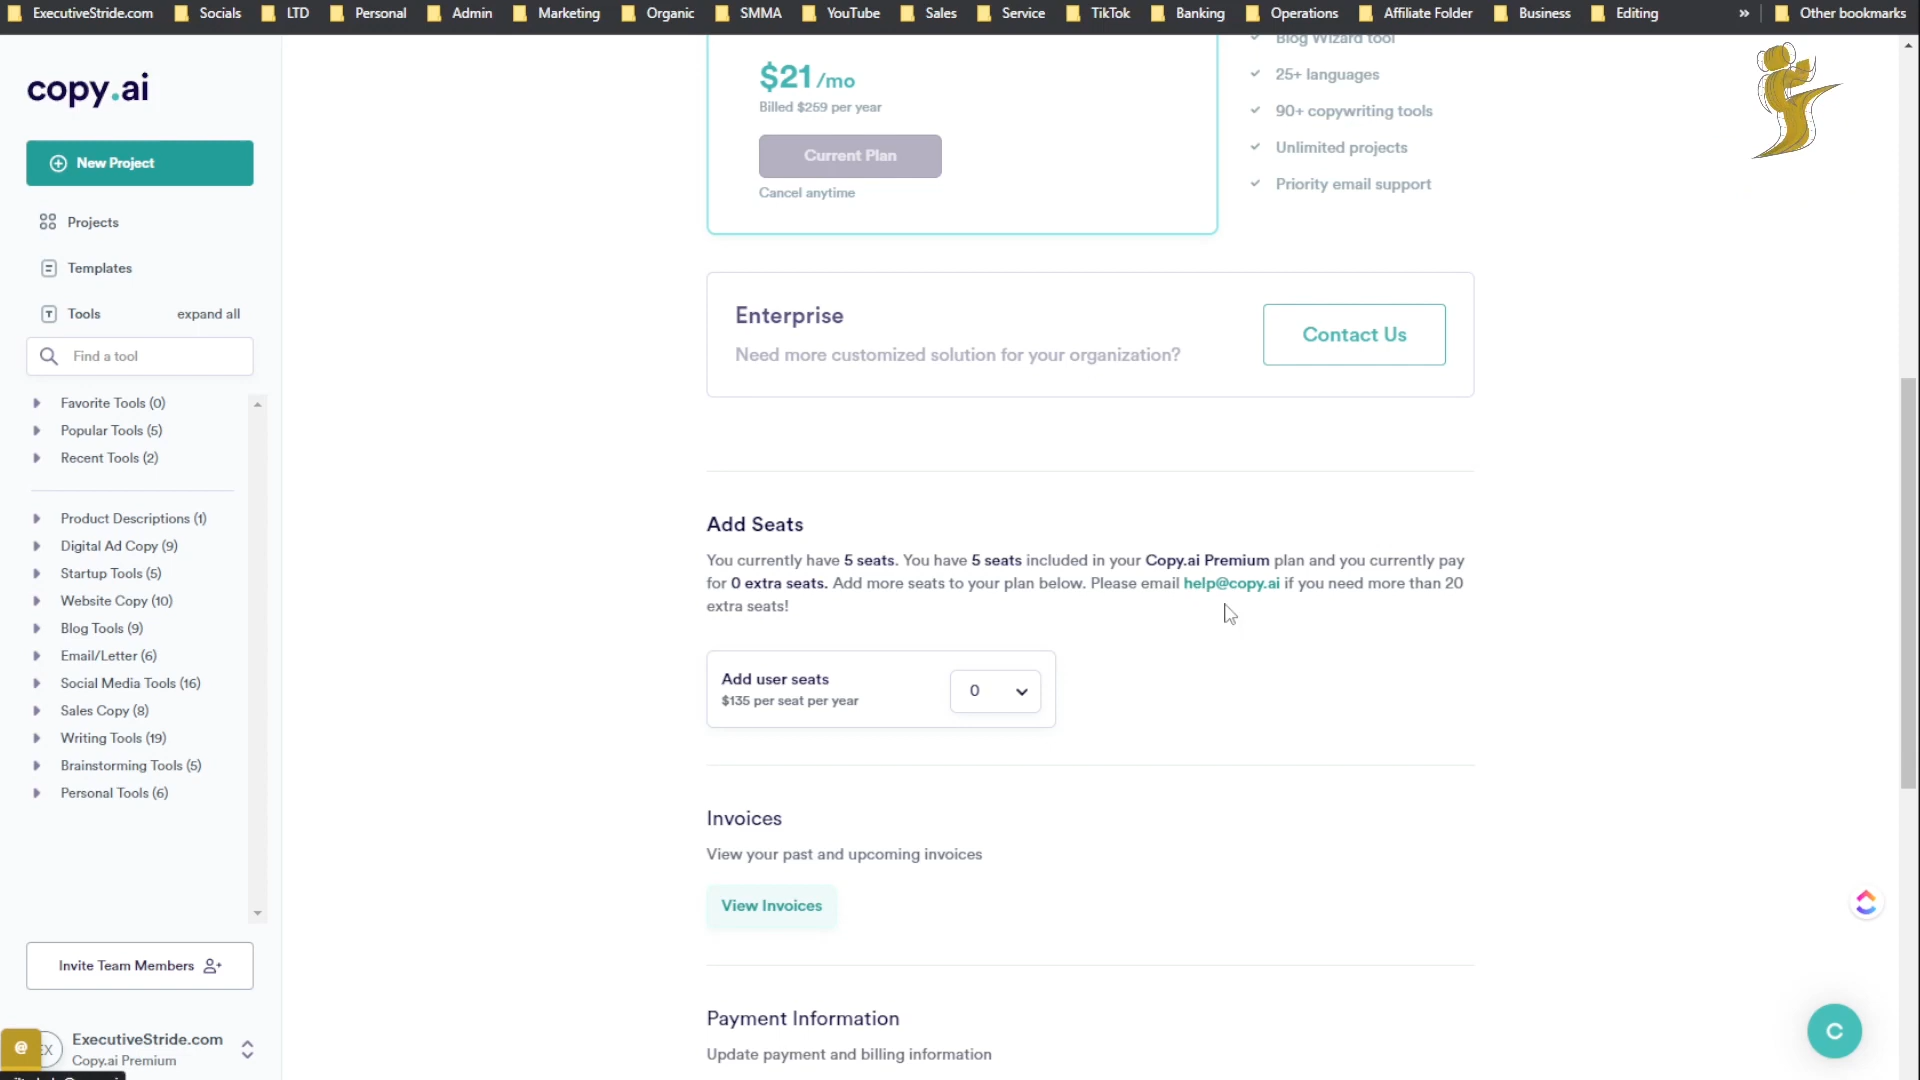 ExecutiveStride.com Socials LTD Personal Admin Marketing Organic SMMA YouTube Sales Service TikTok Banking Operations Affiliate Folder Business Editing » Other bookmarks
copy.ai
New Project
Projects
Templates
Tools expand all
Find a tool
Favorite Tools (0)
Popular Tools (5)
Recent Tools (2)
Product Descriptions (1)
Digital Ad Copy (9)
Startup Tools (5)
Website Copy (10)
Blog Tools (9)
Email/Letter (6)
Social Media Tools (16)
Sales Copy (8)
Writing Tools (19)
Brainstorming Tools (5)
Personal Tools (6)
Invite Team Members
@ EX
ExecutiveStride.com
Copy.ai Premium
$21 /mo
Billed $259 per year
Current Plan
Cancel anytime
Blog Wizard tool
25+ languages
90+ copywriting tools
Unlimited projects
Priority email support
Enterprise
Need more customized solution for your organization?
Contact Us
Add Seats
You currently have 5 seats. You have 5 seats included in your Copy.ai Premium plan and you currently pay
for 0 extra seats. Add more seats to your plan below. Please email help@copy.ai if you need more than 20
extra seats!
Add user seats
$135 per seat per year
0
Invoices
View your past and upcoming invoices
View Invoices
Payment Information
Update payment and billing information
C